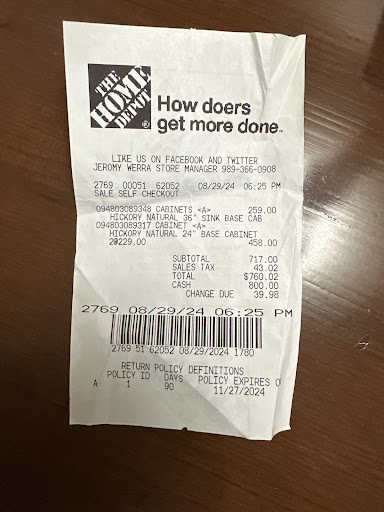 THE
HOME
DEPOT
®
How doers
get more done™
LIKE US ON FACEBOOK AND TWITTER
JEROMY WERRA STORE MANAGER 989-366-0908
2769 00051 62052 08/29/24 06:25 PM
SALE SELF CHECKOUT
094803089348 CABINETS <A> 259.00
HICKORY NATURAL 36" SINK BASE CAB
094803089317 CABINET <A>
HICKORY NATURAL 24" BASE CABINET
2@229.00 458.00
SUBTOTAL 717.00
SALES TAX 43.02
TOTAL $760.02
CASH 800.00
CHANGE DUE 39.98
2769 08/29/24 06:25 PM
2769 51 62052 08/29/2024 1780
RETURN POLICY DEFINITIONS
POLICY ID DAYS POLICY EXPIRES O
A 1 90 11/27/2024